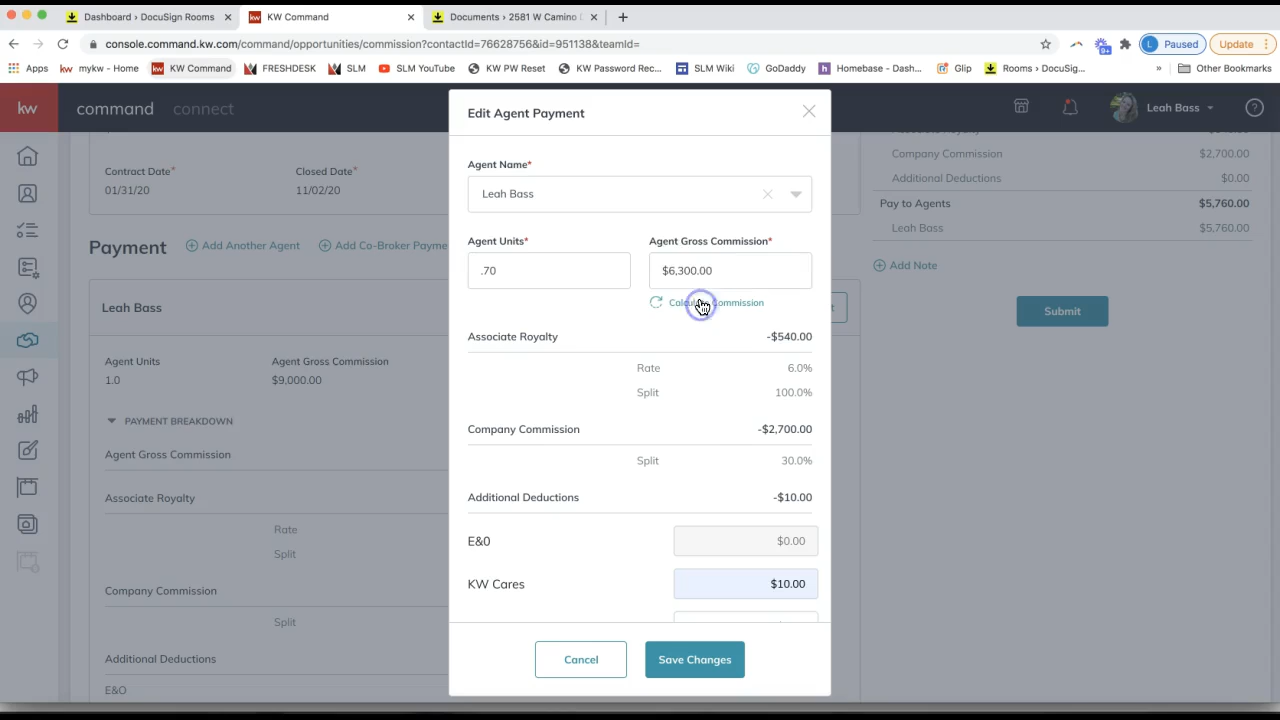 Dashboard › DocuSign Rooms
KW Command
Documents › 2581 W Camino
console.command.kw.com/command/opportunities/commission?contactId=76628756&id=951138&teamId=
L Paused
Update
Apps
kw mykw - Home
kw KW Command
FRESHDESK
SLM
SLM YouTube
KW PW Reset
KW Password Rec...
SLM Wiki
GoDaddy
Homebase - Dash...
Glip
Rooms › DocuSig...
»
Other Bookmarks
kw command connect
Leah Bass
Contract Date*
01/31/20
Closed Date*
11/02/20
Payment
Add Another Agent
Add Co-Broker Payme
Leah Bass
Agent Units
1.0
Agent Gross Commission
$9,000.00
PAYMENT BREAKDOWN
Agent Gross Commission
Associate Royalty
Rate
Split
Company Commission
Split
Additional Deductions
E&O
Edit Agent Payment
Agent Name*
Leah Bass
Agent Units*
.70
Agent Gross Commission*
$6,300.00
Calculate Commission
Associate Royalty -$540.00
Rate 6.0%
Split 100.0%
Company Commission -$2,700.00
Split 30.0%
Additional Deductions -$10.00
E&O $0.00
KW Cares $10.00
Cancel
Save Changes
Company Commission $2,700.00
Additional Deductions $0.00
Pay to Agents $5,760.00
Leah Bass $5,760.00
Add Note
Submit